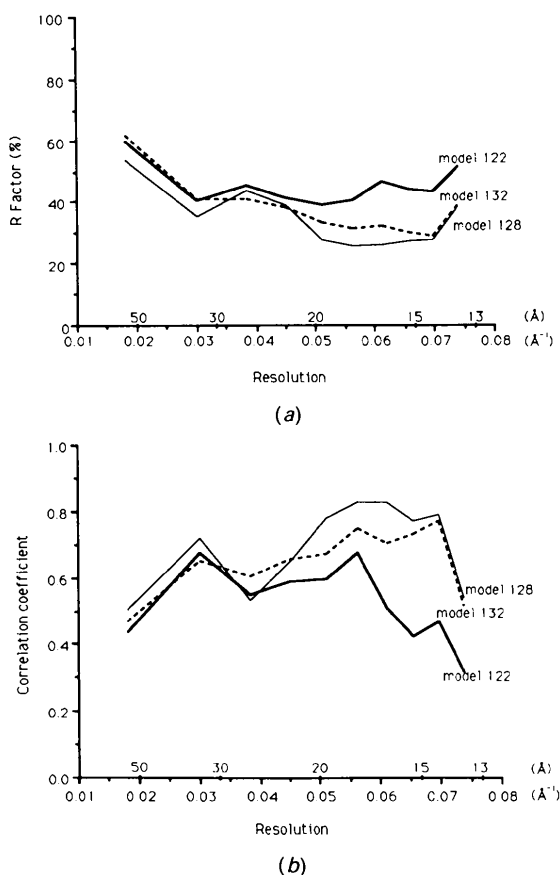 100
80
60
40
20
0
R Factor (%)
model 122
model 132
model 128
50 30 20 15 13 (Å)
0.01 0.02 0.03 0.04 0.05 0.06 0.07 0.08 (Å⁻¹)
Resolution
(a)
1.0
0.8
0.6
0.4
0.2
0.0
Correlation coefficient
model 128
model 132
model 122
50 30 20 15 13 (Å)
0.01 0.02 0.03 0.04 0.05 0.06 0.07 0.08 (Å⁻¹)
Resolution
(b)